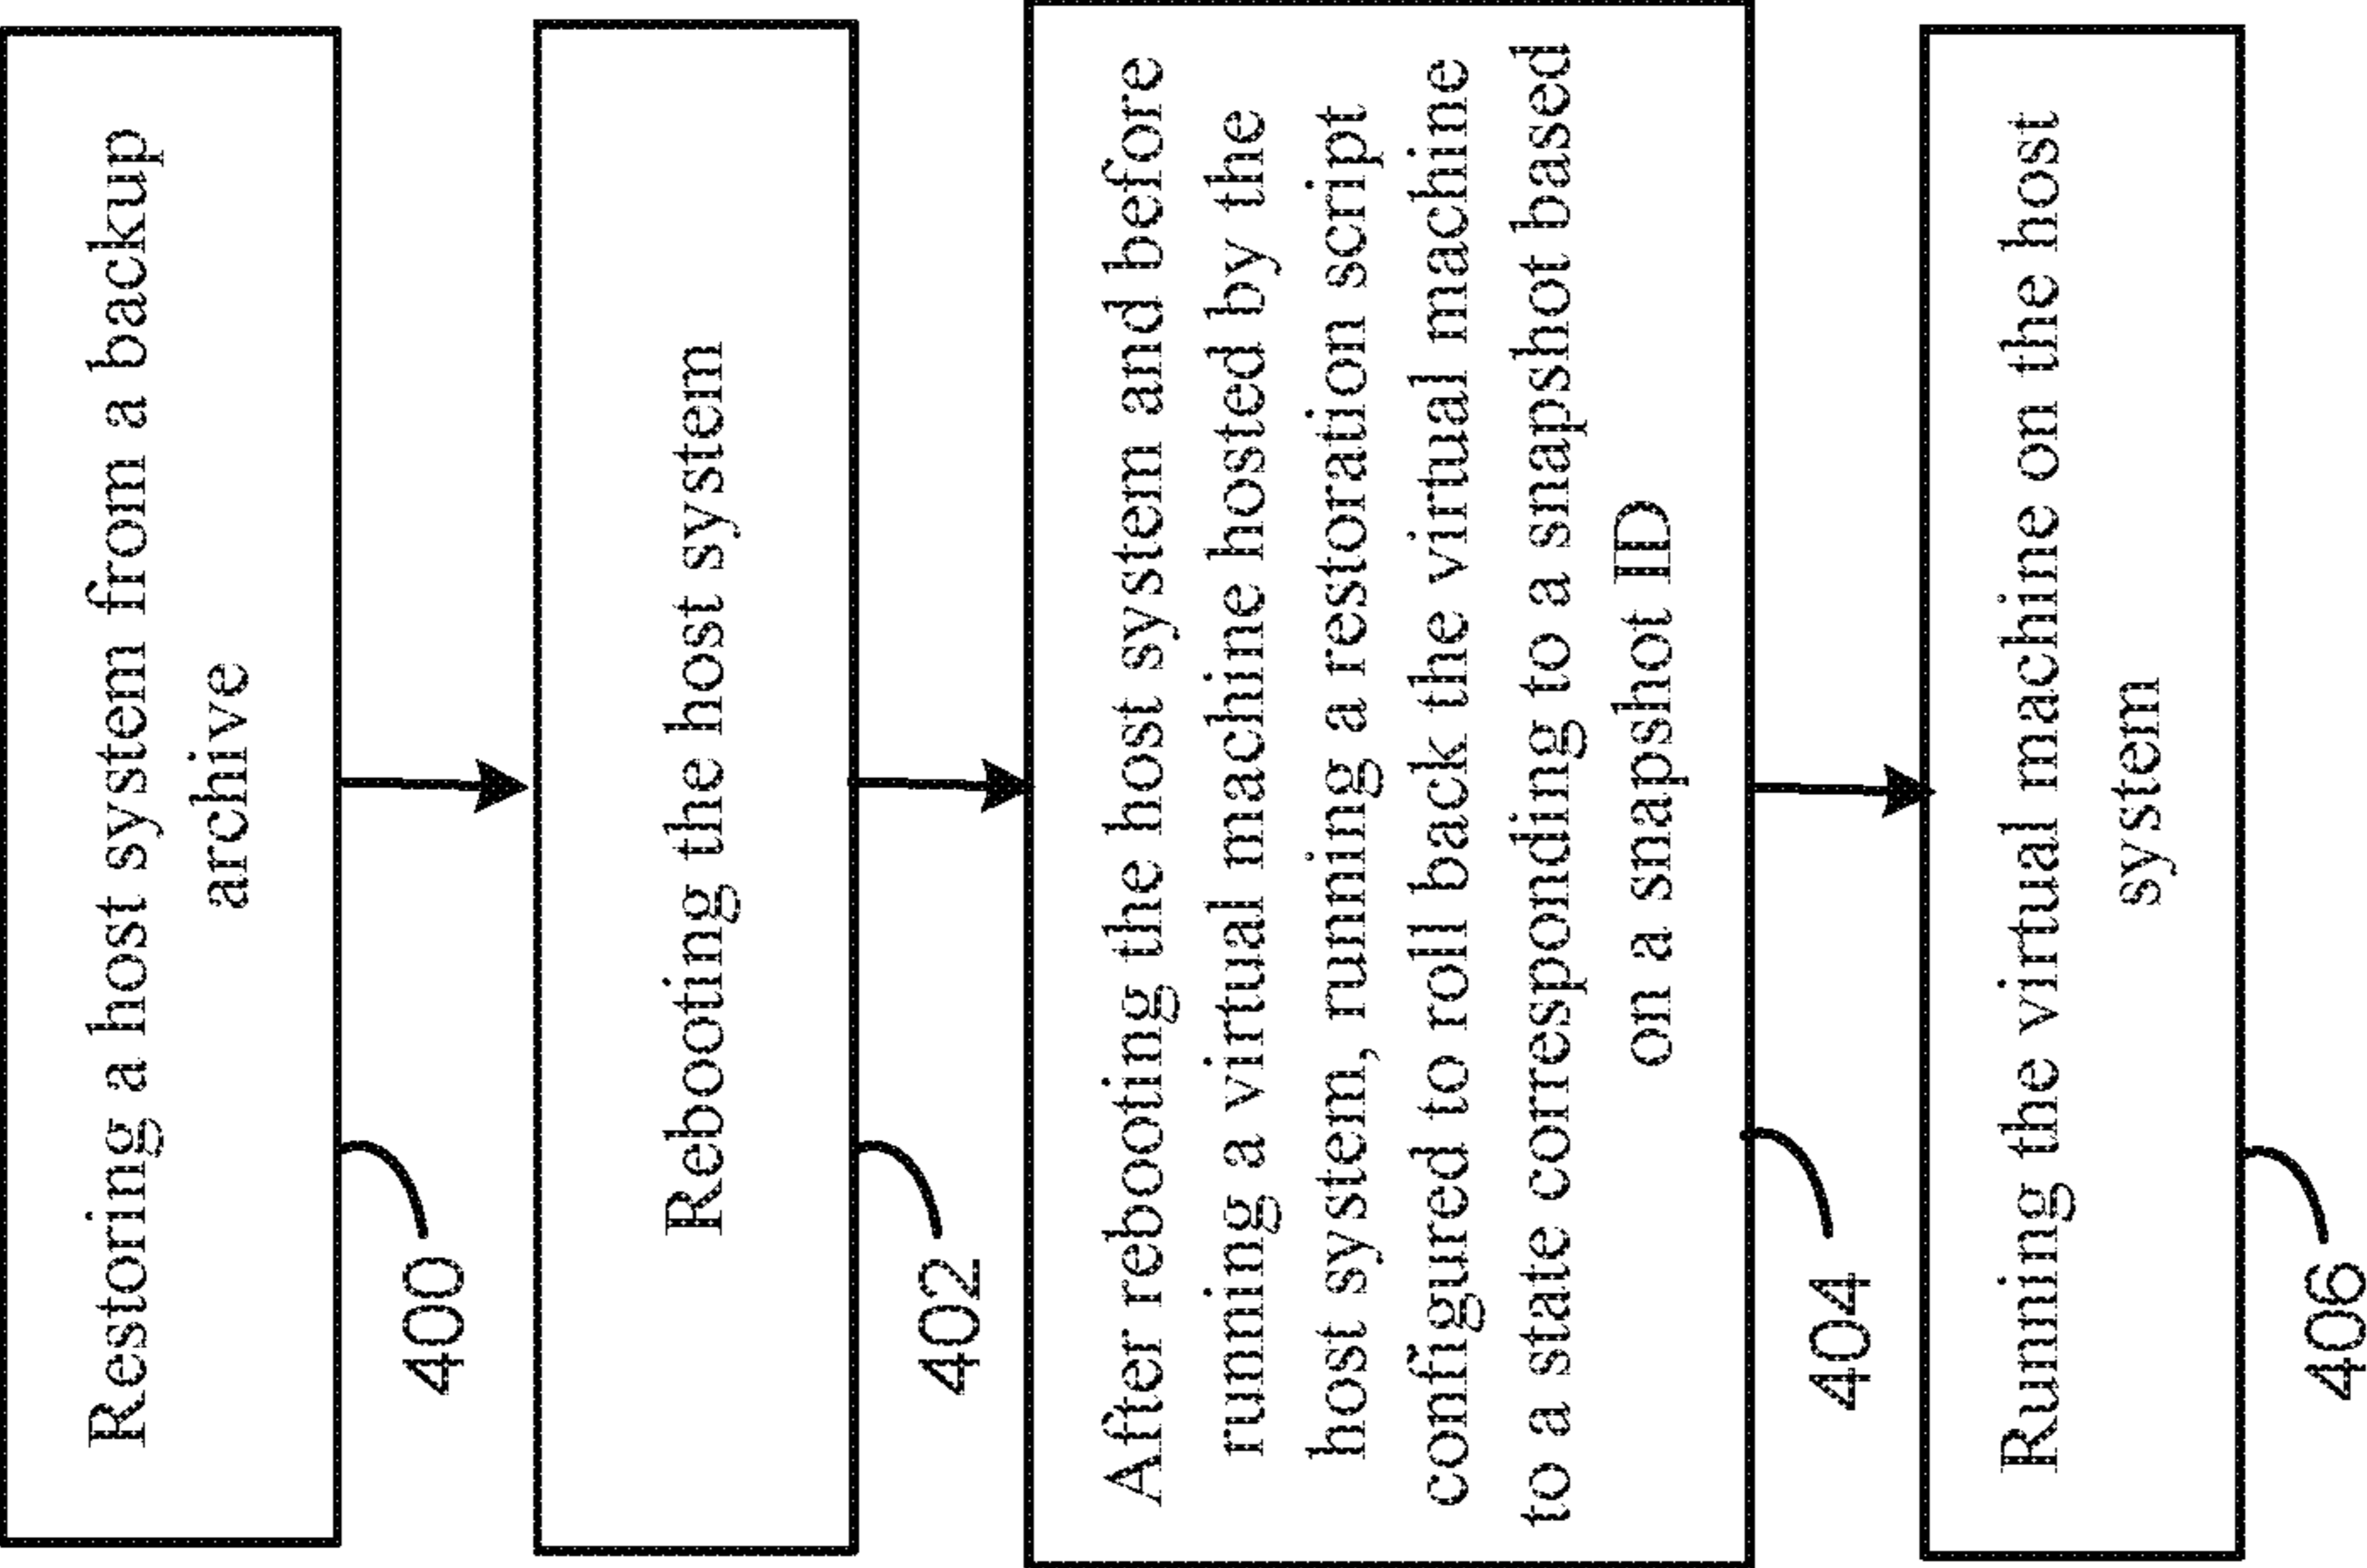 Restoring a host system from a backup
archive
400
Rebooting the host system
402
After rebooting the host system and before
running a virtual machine hosted by the
host system, running a restoration script
configured to roll back the virtual machine
to a state corresponding to a snapshot based
on a snapshot ID
404
Running the virtual machine on the host
system
406